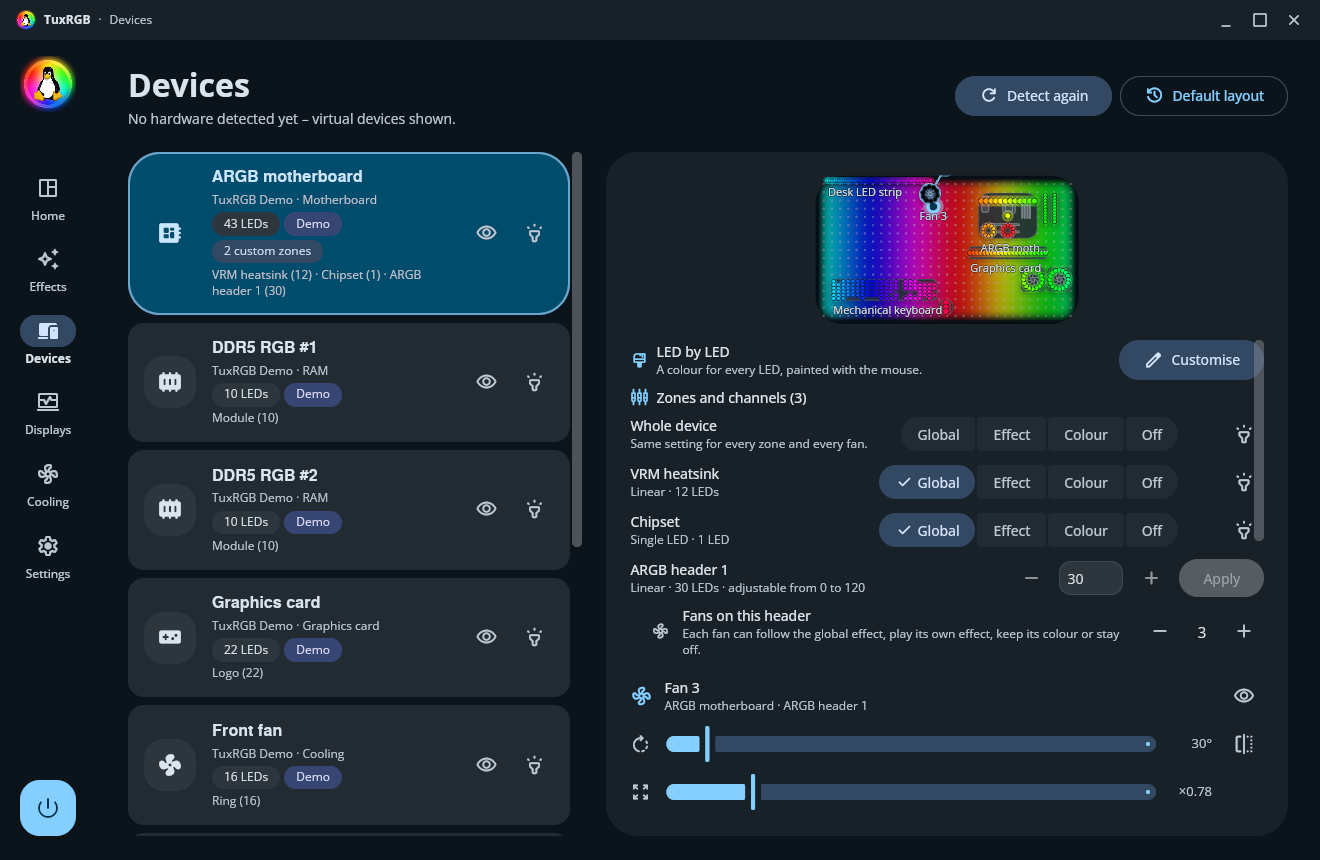 TuxRGB · Devices
Devices
No hardware detected yet – virtual devices shown.
Detect again
Default layout
Home
Effects
Devices
Displays
Cooling
Settings
ARGB motherboard
TuxRGB Demo · Motherboard
43 LEDs Demo
2 custom zones
VRM heatsink (12) · Chipset (1) · ARGB
header 1 (30)
DDR5 RGB #1
TuxRGB Demo · RAM
10 LEDs Demo
Module (10)
DDR5 RGB #2
TuxRGB Demo · RAM
10 LEDs Demo
Module (10)
Graphics card
TuxRGB Demo · Graphics card
22 LEDs Demo
Logo (22)
Front fan
TuxRGB Demo · Cooling
16 LEDs Demo
Ring (16)
Desk LED strip
Fan 3
ARGB moth..
Graphics card
Mechanical keyboard
LED by LED
A colour for every LED, painted with the mouse.
Customise
Zones and channels (3)
Whole device
Same setting for every zone and every fan.
Global Effect Colour Off
VRM heatsink
Linear · 12 LEDs
Global Effect Colour Off
Chipset
Single LED · 1 LED
Global Effect Colour Off
ARGB header 1
Linear · 30 LEDs · adjustable from 0 to 120
30
Apply
Fans on this header
Each fan can follow the global effect, play its own effect, keep its colour or stay
off.
3
Fan 3
ARGB motherboard · ARGB header 1
30°
×0.78